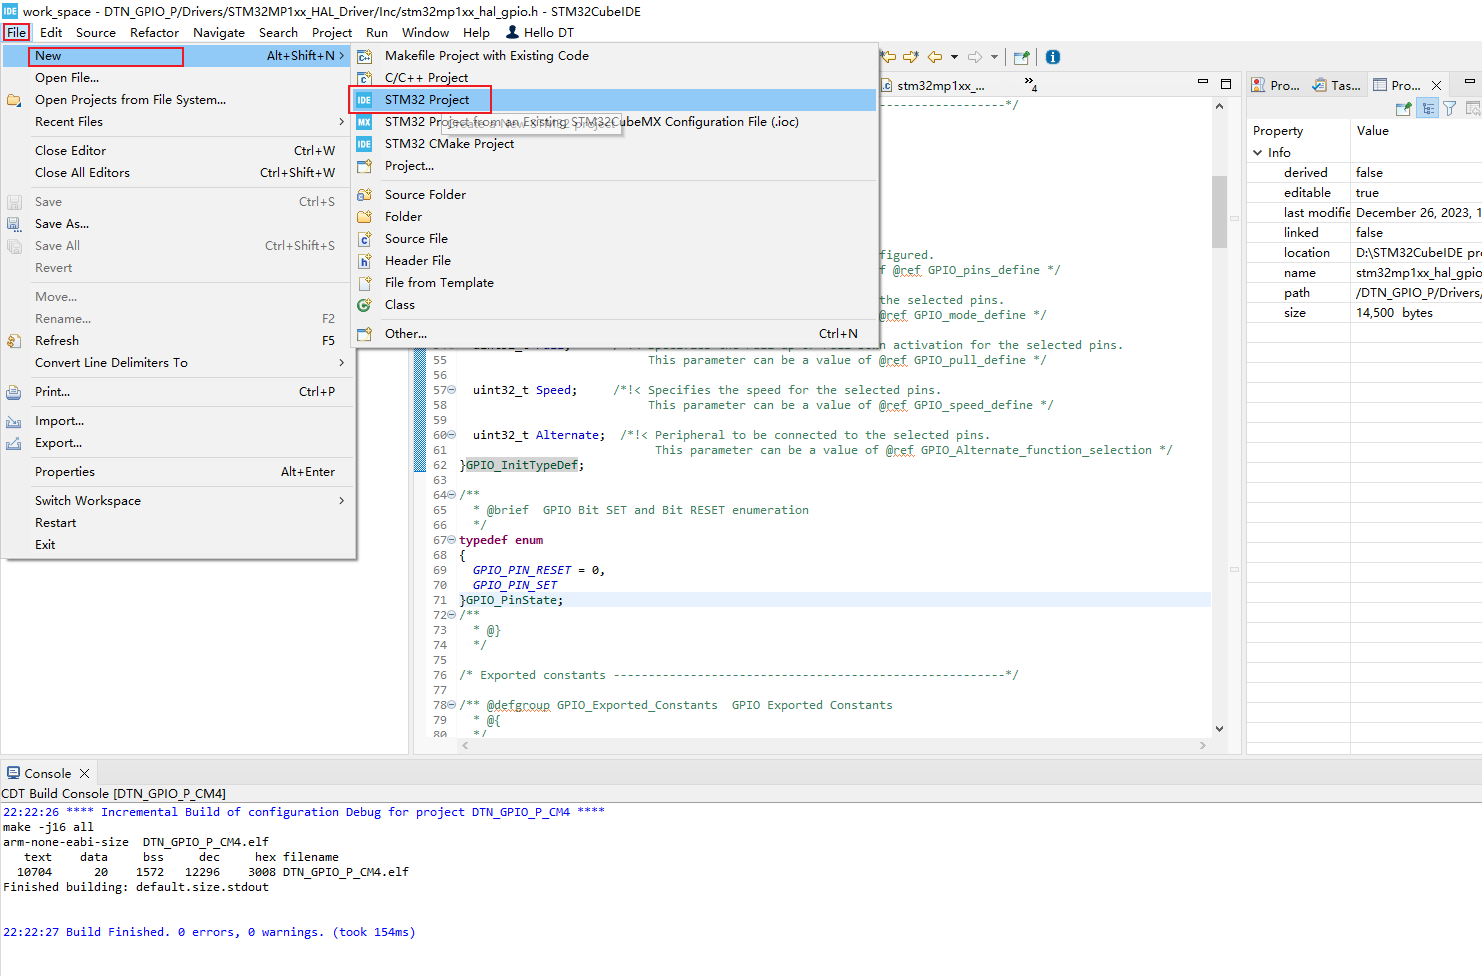 IDE work_space - DTN_GPIO_P/Drivers/STM32MP1xx_HAL_Driver/Inc/stm32mp1xx_hal_gpio.h - STM32CubeIDE
File Edit Source Refactor Navigate Search Project Run Window Help Hello DT
New Alt+Shift+N
Open File...
Open Projects from File System...
Recent Files
Close Editor Ctrl+W
Close All Editors Ctrl+Shift+W
Save Ctrl+S
Save As...
Save All Ctrl+Shift+S
Revert
Move...
Rename... F2
Refresh F5
Convert Line Delimiters To
Print... Ctrl+P
Import...
Export...
Properties Alt+Enter
Switch Workspace
Restart
Exit
Makefile Project with Existing Code
C/C++ Project
IDE STM32 Project
MX STM32 Project from an Existing STM32CubeMX Configuration File (.ioc)
Create a New STM32 project
IDE STM32 CMake Project
Project...
Source Folder
Folder
Source File
Header File
File from Template
Class
Other... Ctrl+N
stm32mp1xx_... 4
*/
figured.
f @ref GPIO_pins_define */
the selected pins.
@ref GPIO_mode_define */
activation for the selected pins.
55 This parameter can be a value of @ref GPIO_pull_define */
56
57 uint32_t Speed; /*!< Specifies the speed for the selected pins.
58 This parameter can be a value of @ref GPIO_speed_define */
59
60 uint32_t Alternate; /*!< Peripheral to be connected to the selected pins.
61 This parameter can be a value of @ref GPIO_Alternate_function_selection */
62 }GPIO_InitTypeDef;
63
64 /**
65 * @brief GPIO Bit SET and Bit RESET enumeration
66 */
67 typedef enum
68 {
69 GPIO_PIN_RESET = 0,
70 GPIO_PIN_SET
71 }GPIO_PinState;
72 /**
73 * @}
74 */
75
76 /* Exported constants --------------------------------------------------------*/
77
78 /** @defgroup GPIO_Exported_Constants GPIO Exported Constants
79 * @{
80 */
Pro... Tas... Pro...
Property Value
Info
derived false
editable true
last modifie December 26, 2023, 1
linked false
location D:\STM32CubeIDE pr
name stm32mp1xx_hal_gpio
path /DTN_GPIO_P/Drivers/
size 14,500 bytes
Console
CDT Build Console [DTN_GPIO_P_CM4]
22:22:26 **** Incremental Build of configuration Debug for project DTN_GPIO_P_CM4 ****
make -j16 all
arm-none-eabi-size DTN_GPIO_P_CM4.elf
text data bss dec hex filename
10704 20 1572 12296 3008 DTN_GPIO_P_CM4.elf
Finished building: default.size.stdout
22:22:27 Build Finished. 0 errors, 0 warnings. (took 154ms)